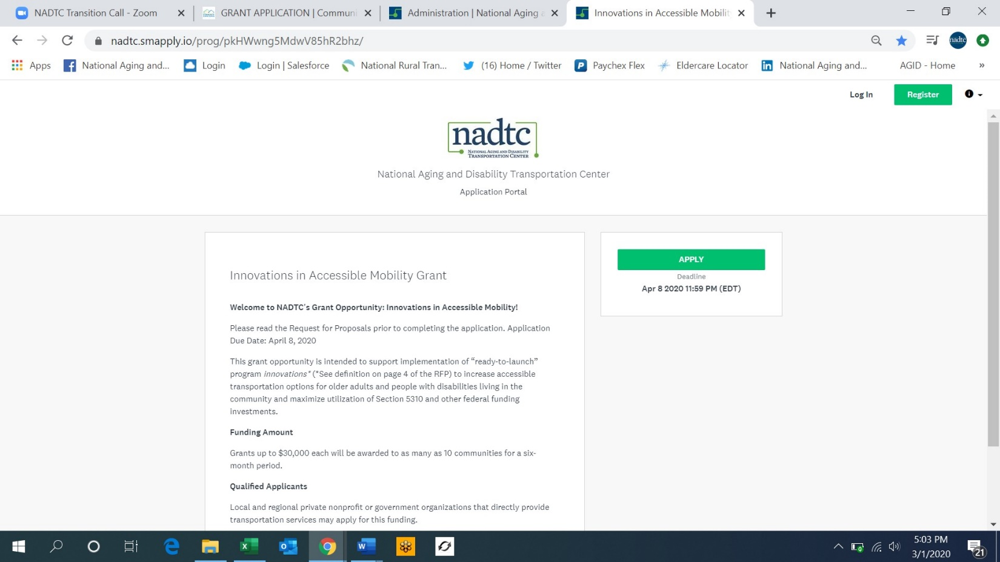 NADTC Transition Call - Zoom
GRANT APPLICATION | Communi
Administration | National Aging a
Innovations in Accessible Mobilit
nadtc.smapply.io/prog/pkHWwng5MdwV85hR2bhz/
nadtc
Apps
National Aging and...
Login
Login | Salesforce
National Rural Tran...
(16) Home / Twitter
Paychex Flex
Eldercare Locator
National Aging and...
AGID - Home
»
Log In
Register
nadtc
NATIONAL AGING AND DISABILITY
TRANSPORTATION CENTER
National Aging and Disability Transportation Center
Application Portal
Innovations in Accessible Mobility Grant
Welcome to NADTC's Grant Opportunity: Innovations in Accessible Mobility!
Please read the Request for Proposals prior to completing the application. Application
Due Date: April 8, 2020
This grant opportunity is intended to support implementation of “ready-to-launch”
program innovations* (*See definition on page 4 of the RFP) to increase accessible
transportation options for older adults and people with disabilities living in the
community and maximize utilization of Section 5310 and other federal funding
investments.
Funding Amount
Grants up to $30,000 each will be awarded to as many as 10 communities for a six-
month period.
Qualified Applicants
Local and regional private nonprofit or government organizations that directly provide
transportation services may apply for this funding.
APPLY
Deadline
Apr 8 2020 11:59 PM (EDT)
5:03 PM
3/1/2020
21